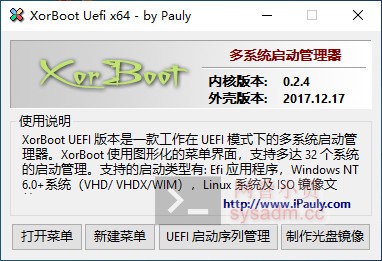 XorBoot Uefi x64 - by Pauly
XorBoot
多系统启动管理器
内核版本: 0.2.4
外壳版本: 2017.12.17
使用说明
XorBoot UEFI 版本是一款工作在 UEFI 模式下的多系统启动管
理器。XorBoot 使用图形化的菜单界面，支持多达 32 个系统
的启动管理。支持的启动类型有: Efi 应用程序，Windows NT
6.0+系统（VHD/ VHDX/WIM），Linux 系统及 ISO 镜像文
http://www.iPauly.com
sysadm.cc
打开菜单
新建菜单
UEFI 启动序列管理
制作光盘镜像